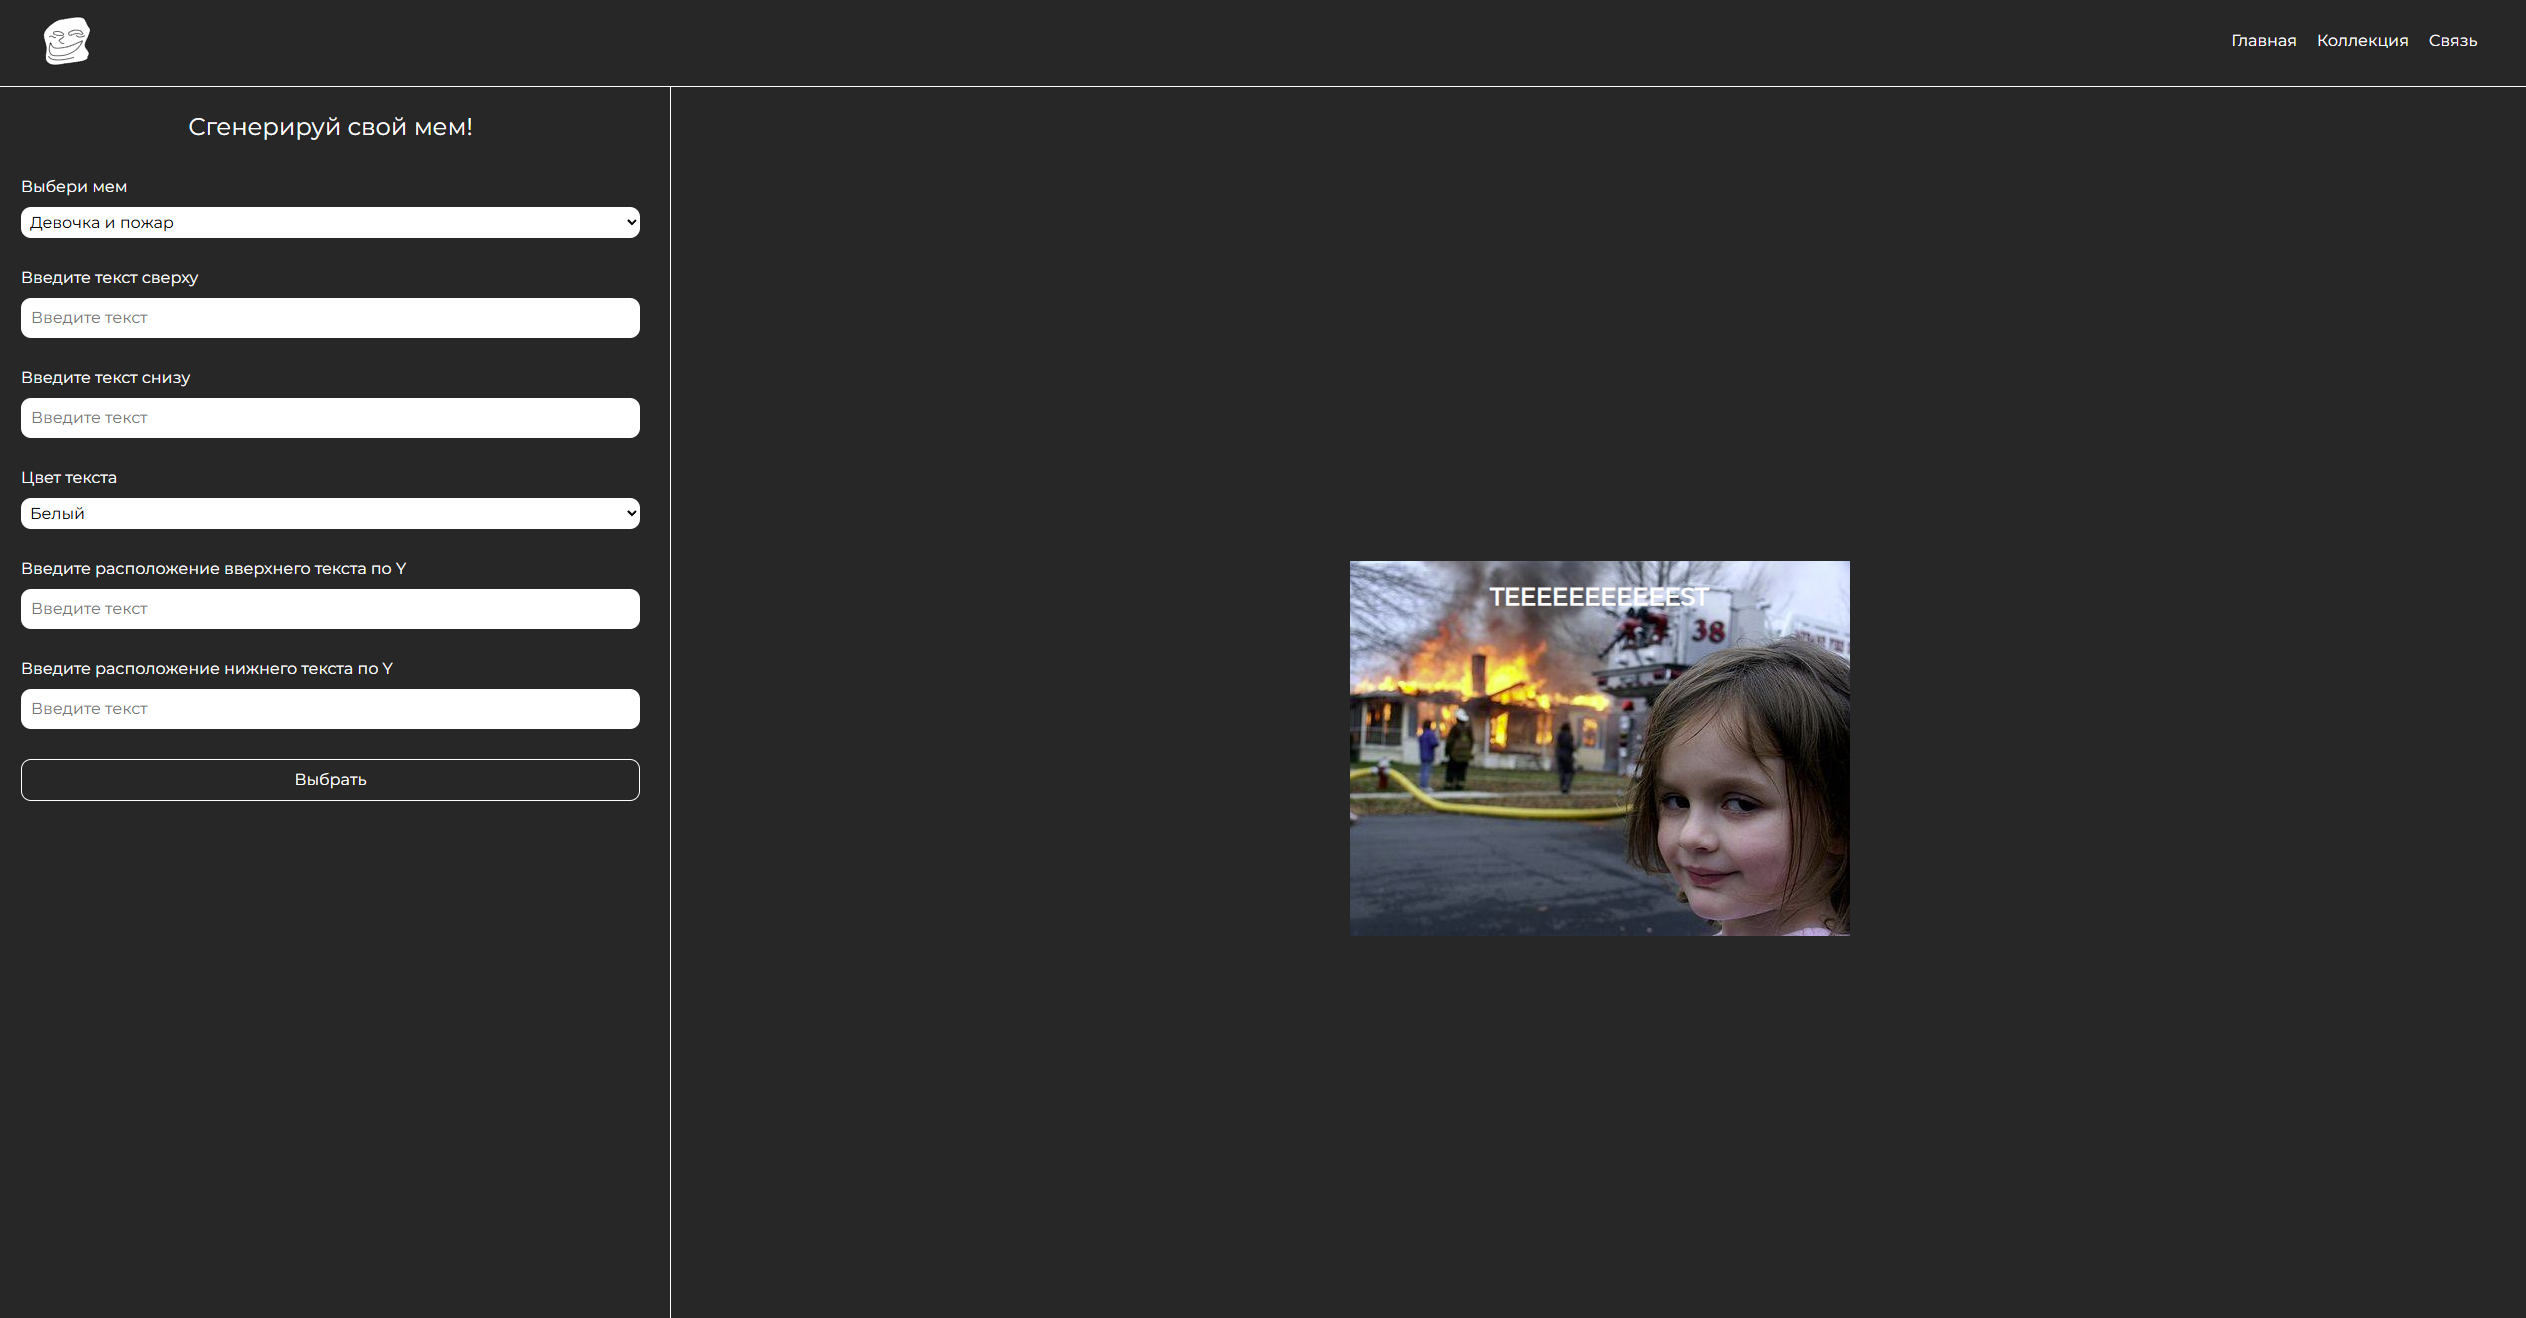 Главная Коллекция Связь
Сгенерируй свой мем!
Выбери мем
Девочка и пожар
Введите текст сверху
Введите текст
Введите текст снизу
Введите текст
Цвет текста
Белый
Введите расположение вверхнего текста по Y
Введите текст
Введите расположение нижнего текста по Y
Введите текст
Выбрать
TEEEEEEEEEEEST
38